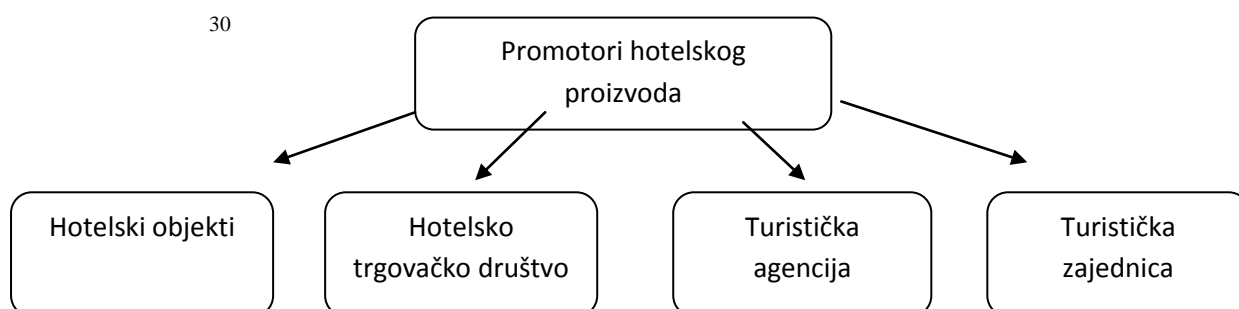 30
Promotori hotelskog
proizvoda
Hotelski objekti
Hotelsko
trgovačko društvo
Turistička
agencija
Turistička
zajednica